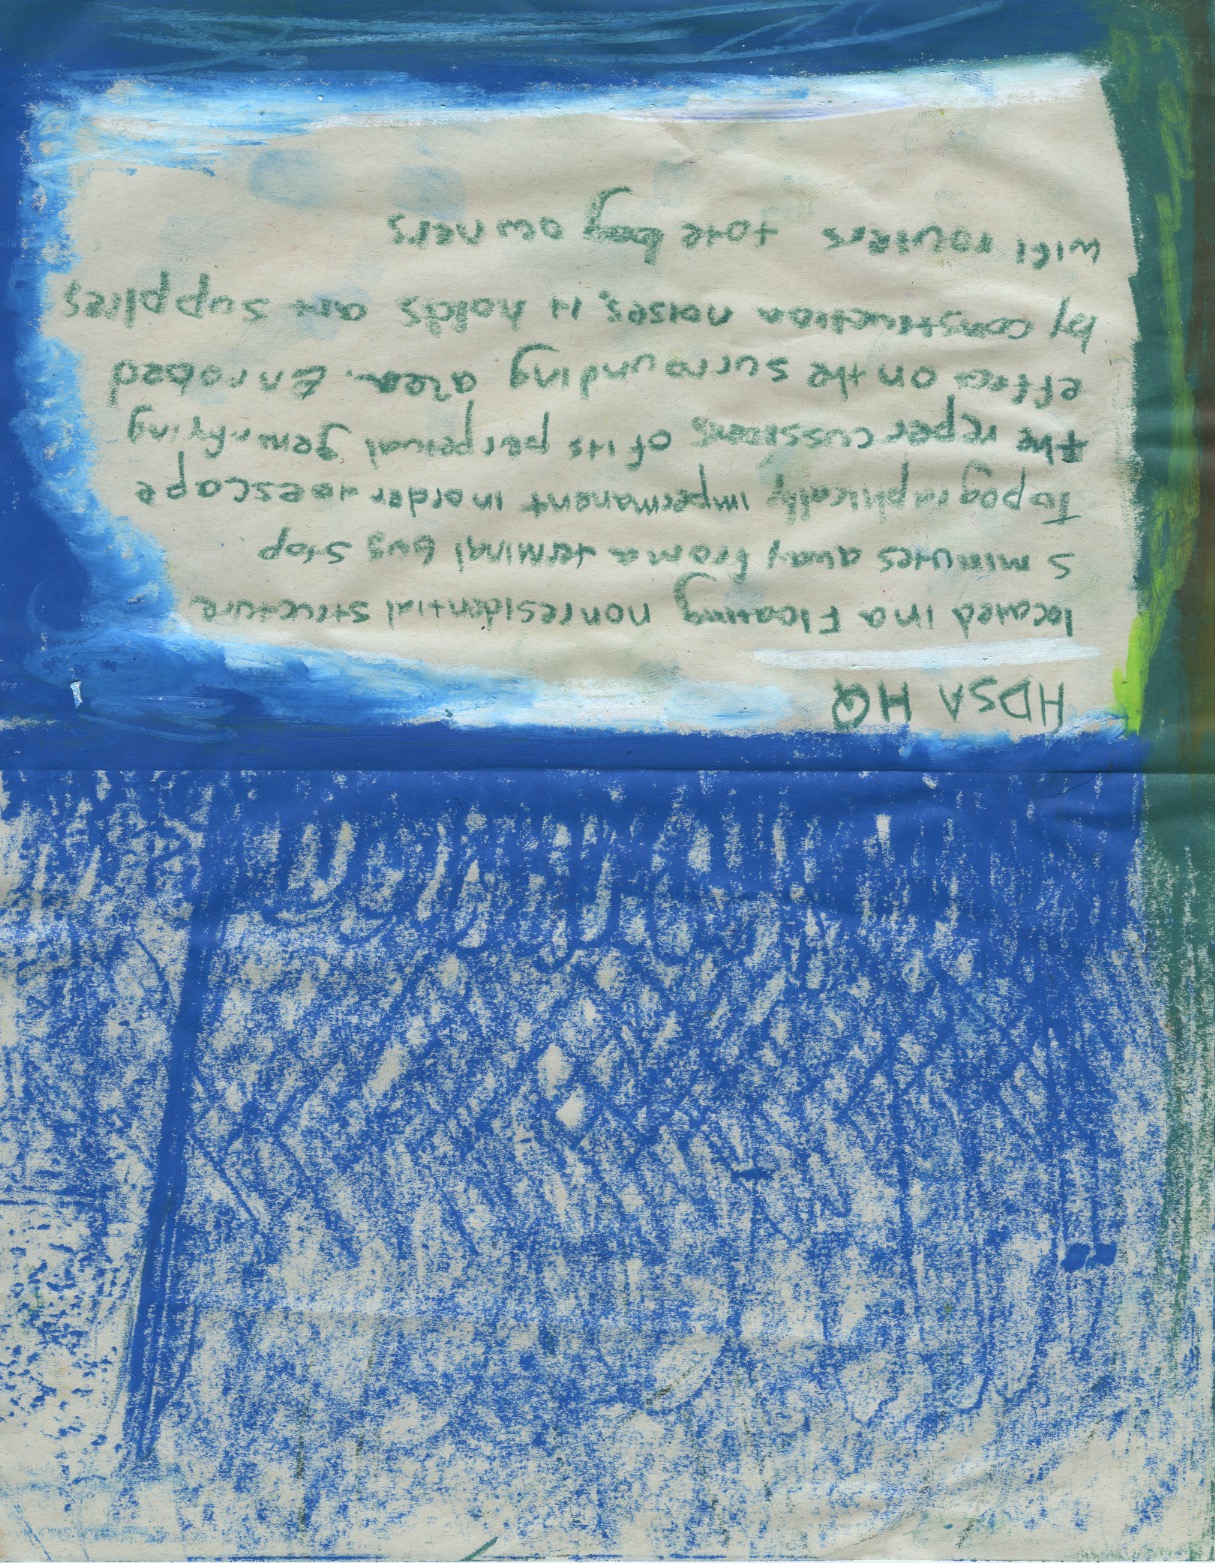 HDSA HQ
located in a Floating nonresidential structure
5 minutes away from a terminal bus stop
Topographically impermanent in order to escape
the repercussions of its perpetual gentrifying
effect on the surrounding area. Enrobed
by construction noises, it holds art supplies
wifi routers tote bag owners